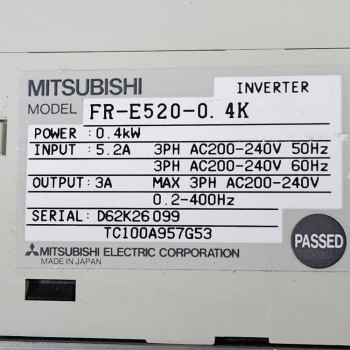 MITSUBISHI INVERTER
MODEL FR-E520-0.4K
POWER : 0.4kW
INPUT : 5.2A 3PH AC200-240V 50Hz
3PH AC200-240V 60Hz
OUTPUT: 3A MAX 3PH AC200-240V
0.2-400Hz
SERIAL: D62K26099
TC100A957G53
PASSED
MITSUBISHI ELECTRIC CORPORATION
MADE IN JAPAN